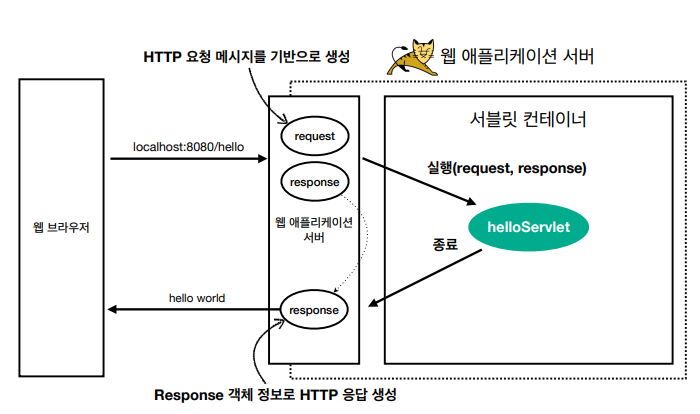 HTTP 요청 메시지를 기반으로 생성
웹 애플리케이션 서버
서블릿 컨테이너
request
localhost:8080/hello
실행(request, response)
response
웹 브라우저
웹 애플리케이션
서버
helloServlet
종료
hello world
response
Response 객체 정보로 HTTP 응답 생성